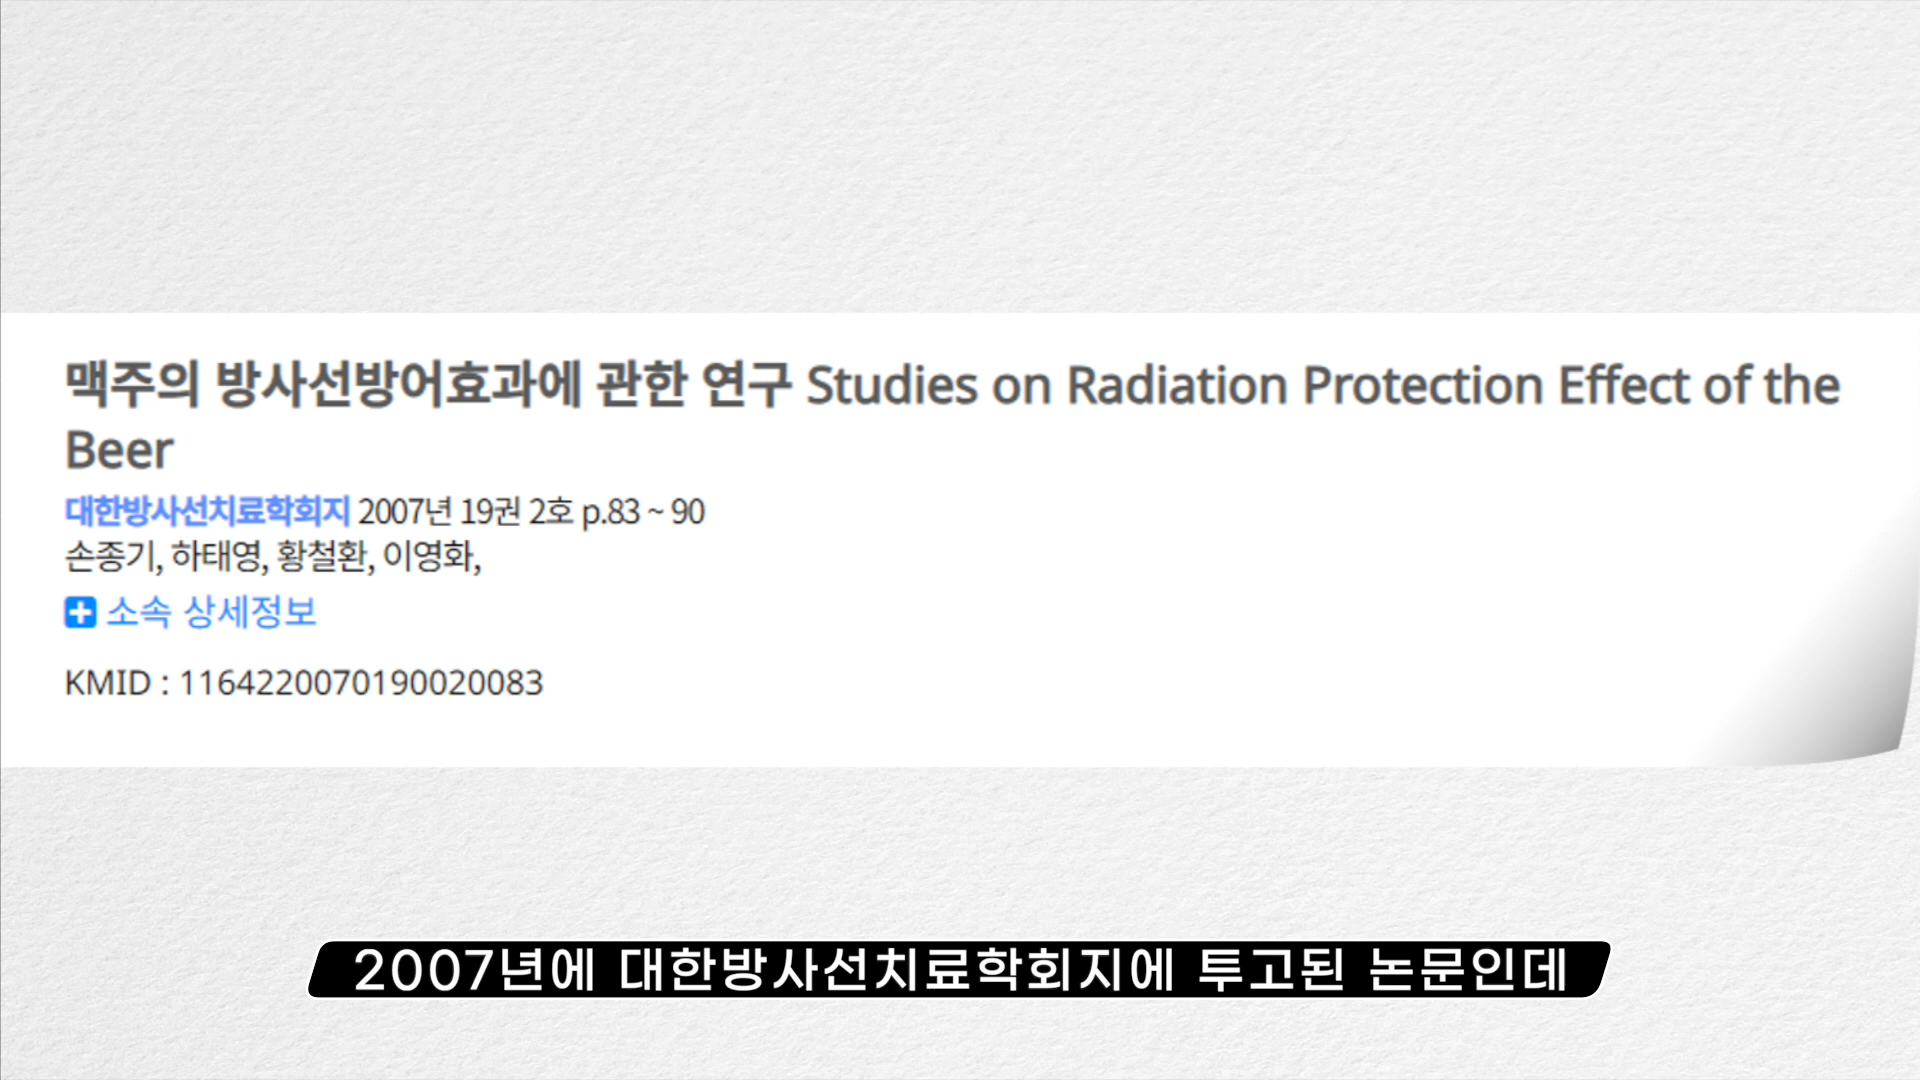 맥주의 방사선방어효과에 관한 연구 Studies on Radiation Protection Effect of the
Beer
대한방사선치료학회지 2007년 19권 2호 p.83 ~ 90
손종기, 하태영, 황철환, 이영화,
소속 상세정보
KMID : 1164220070190020083
2007년에 대한방사선치료학회지에 투고된 논문인데